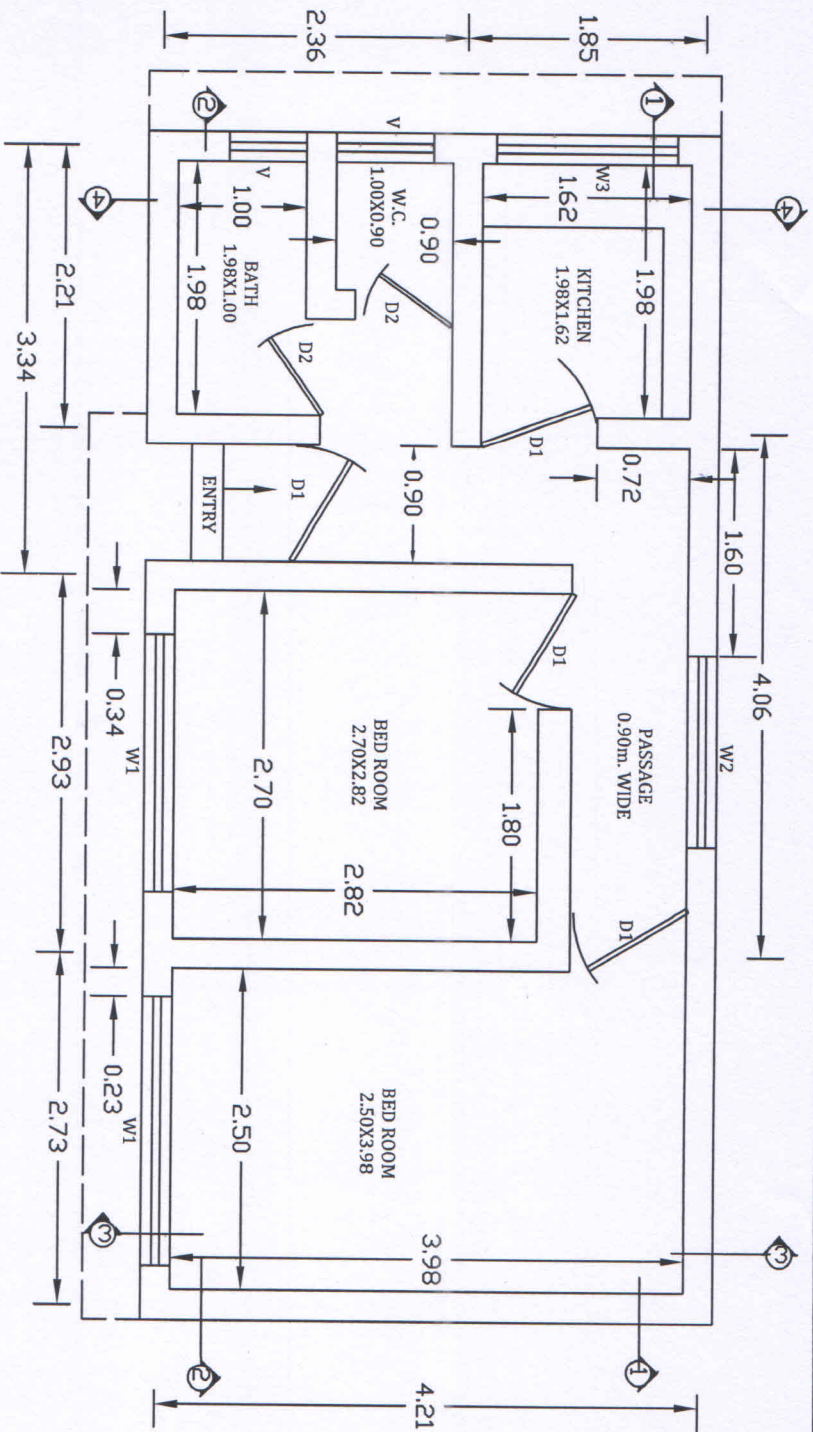 4.21
2
1
3
3
2.73
W1
0.23
2.50
BED ROOM
2.50X3.98
3.98
D1
2.93
W1
0.34
2.70
BED ROOM
2.70X2.82
2.82
1.80
D1
PASSAGE
0.90m. WIDE
W2
4.06
1.60
0.72
0.90
ENTRY
D1
D1
3.34
2.21
BATH
1.98X1.00
1.98
1.00
D2
D2
W.C.
1.00X0.90
0.90
KITCHEN
1.98X1.62
1.98
1.62
4
4
V
V
W3
2
1
2.36
1.85